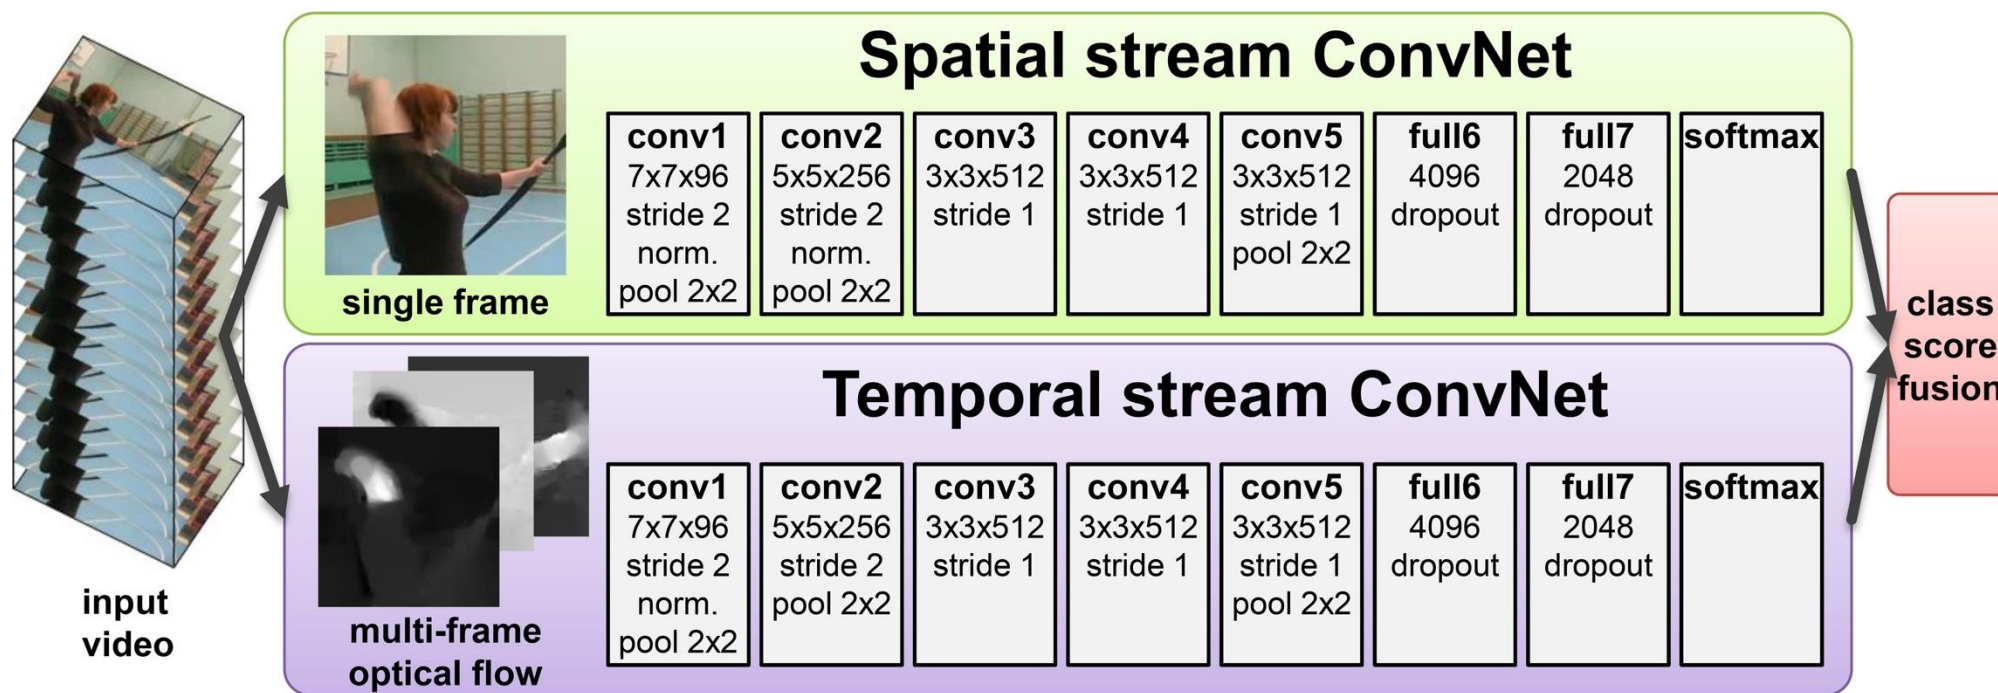 Spatial stream ConvNet
conv1
7x7x96
stride 2
norm.
pool 2x2
conv2
5x5x256
stride 2
norm.
pool 2x2
conv3
3x3x512
stride 1
conv4
3x3x512
stride 1
conv5
3x3x512
stride 1
pool 2x2
full6
4096
dropout
full7
2048
dropout
softmax
single frame
Temporal stream ConvNet
conv1
7x7x96
stride 2
norm.
pool 2x2
conv2
5x5x256
stride 2
pool 2x2
conv3
3x3x512
stride 1
conv4
3x3x512
stride 1
conv5
3x3x512
stride 1
pool 2x2
full6
4096
dropout
full7
2048
dropout
softmax
multi-frame
optical flow
input
video
class
score
fusion